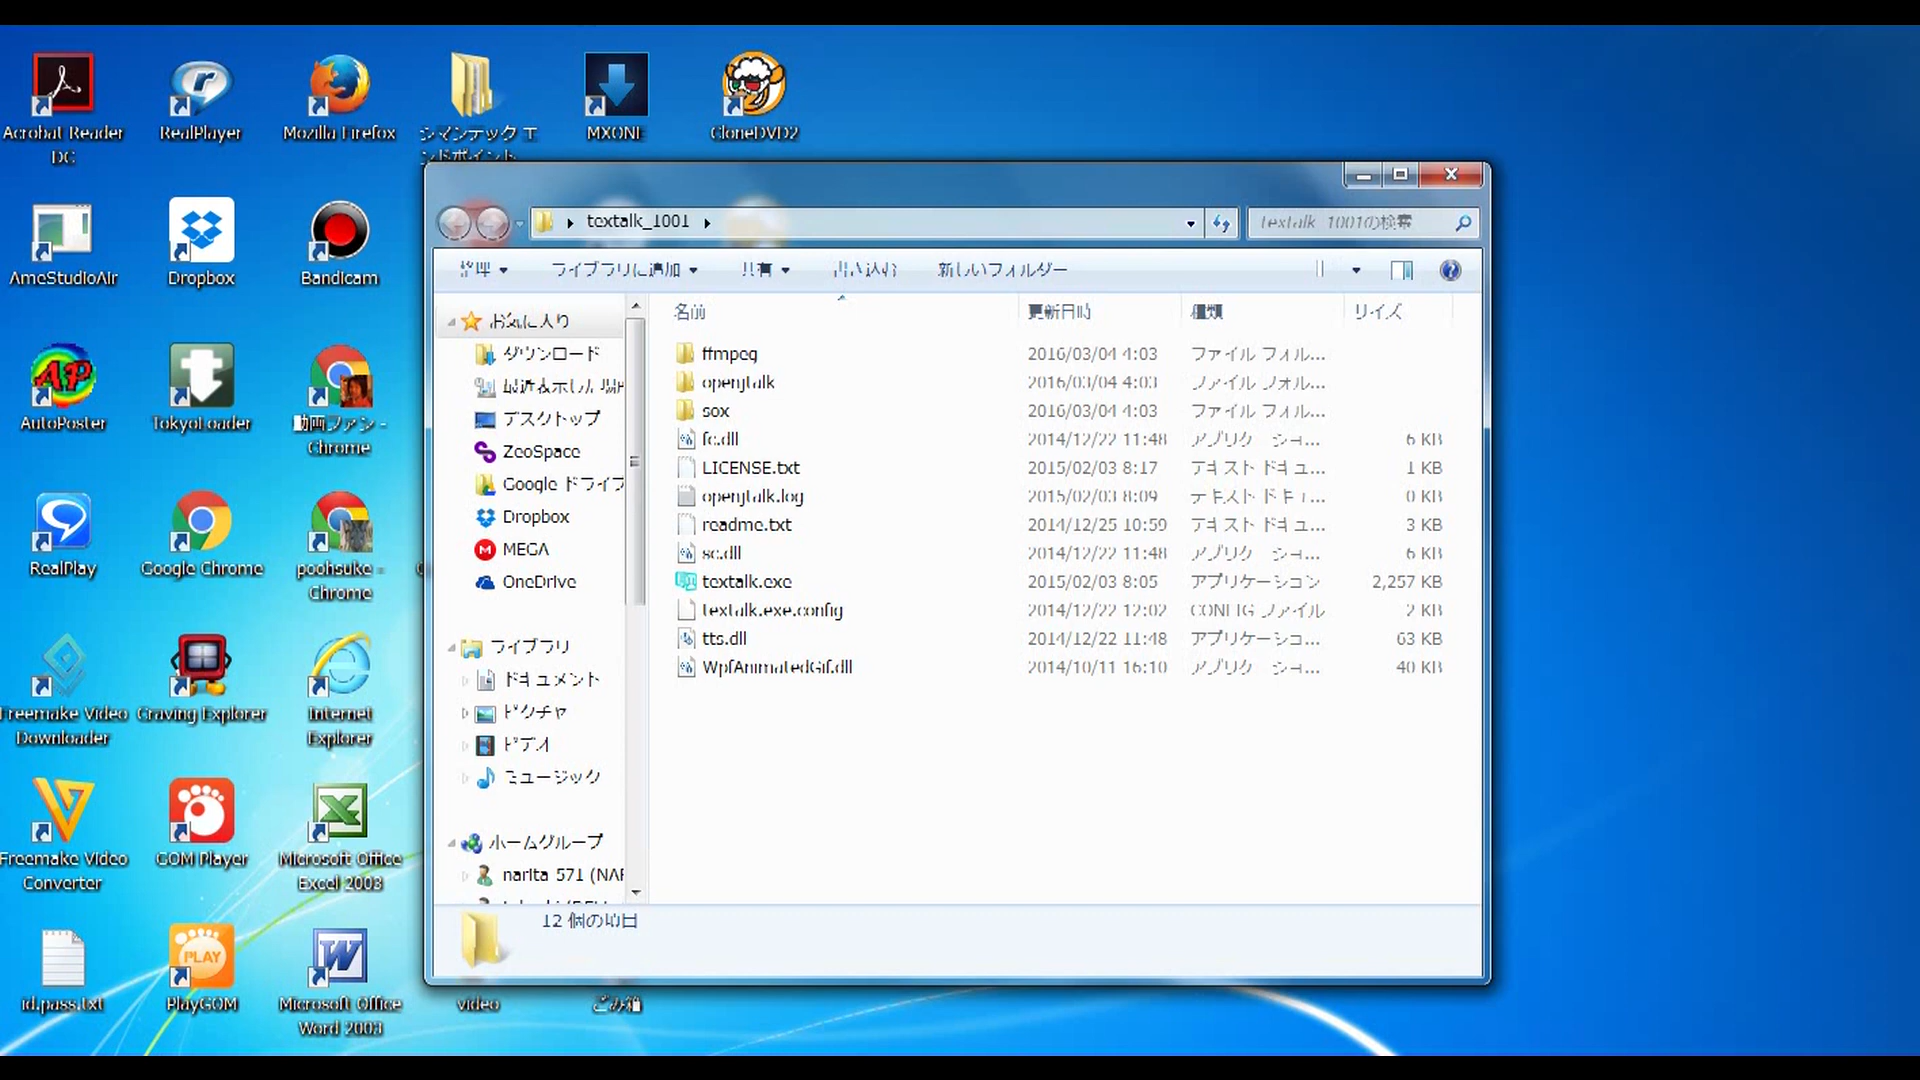 Acrobat Reader
DC
RealPlayer
Mozilla Firefox
シマンテック エ
ンドポイント
MXONE
CloneDVD2
AmeStudioAir
Dropbox
Bandicam
AutoPoster
TokyoLoader
動画ファン -
Chrome
RealPlay
Google Chrome
poohsuke -
Chrome
Freemake Video
Downloader
Craving Explorer
Internet
Explorer
Freemake Video
Converter
GOM Player
Microsoft Office
Excel 2003
id.pass.txt
PLAY
PlayGOM
Microsoft Office
Word 2003
video
ごみ箱
textalk_1001
textalk_1001の検索
整理
ライブラリに追加
共有
書き込む
新しいフォルダー
お気に入り
ダウンロード
最近表示した場所
デスクトップ
ZeoSpace
Google ドライブ
Dropbox
MEGA
OneDrive
ライブラリ
ドキュメント
ピクチャ
ビデオ
ミュージック
ホームグループ
narita 571 (NAR
名前 更新日時 種類 サイズ
ffmpeg 2016/03/04 4:03 ファイル フォル...
openjtalk 2016/03/04 4:03 ファイル フォル...
sox 2016/03/04 4:03 ファイル フォル...
fc.dll 2014/12/22 11:48 アプリケーショ... 6 KB
LICENSE.txt 2015/02/03 8:17 テキスト ドキュ... 1 KB
openjtalk.log 2015/02/03 8:09 テキスト ドキュ... 0 KB
readme.txt 2014/12/25 10:59 テキスト ドキュ... 3 KB
sc.dll 2014/12/22 11:48 アプリケーショ... 6 KB
textalk.exe 2015/02/03 8:05 アプリケーション 2,257 KB
textalk.exe.config 2014/12/22 12:02 CONFIG ファイル 2 KB
tts.dll 2014/12/22 11:48 アプリケーショ... 63 KB
WpfAnimatedGif.dll 2014/10/11 16:10 アプリケーショ... 40 KB
12 個の項目